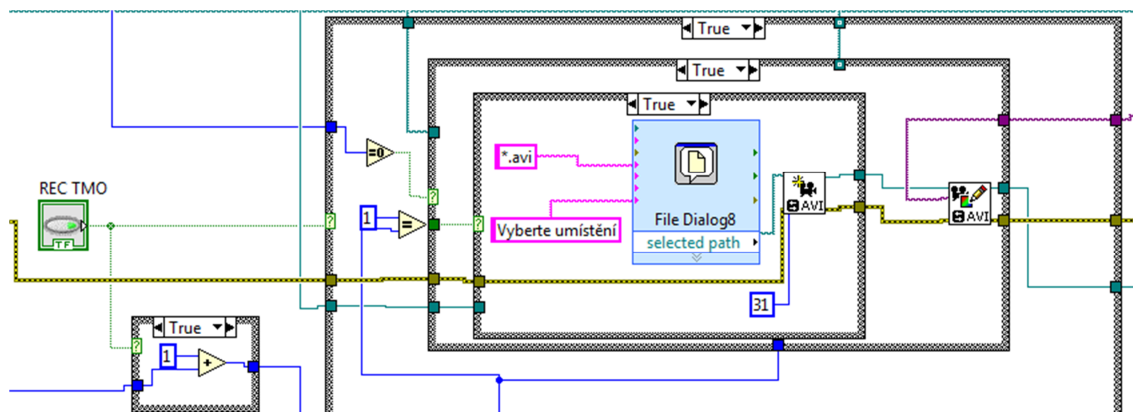 True
True
True
*.avi
=0
REC TMO
TF
1
=
Vyberte umístění
File Dialog8
selected path
AVI
AVI
31
True
1
+